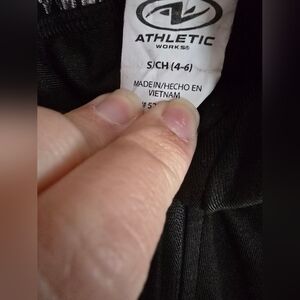 ATHLETIC
WORKS®
S/CH (4-6)
MADE IN/HECHO EN
VIETNAM